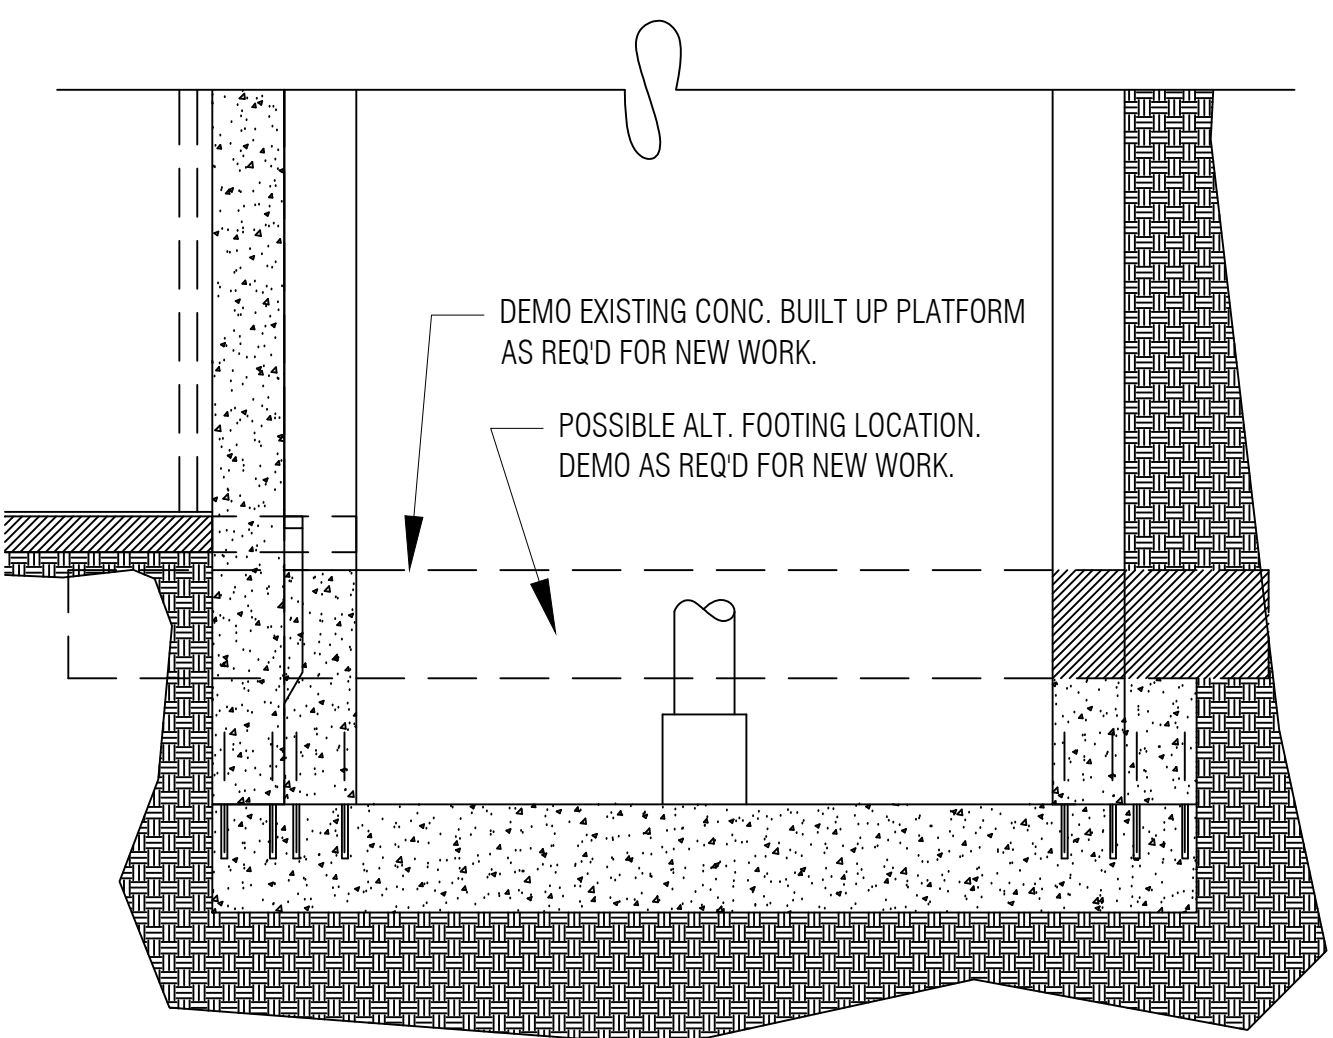 DEMO EXISTING CONC. BUILT UP PLATFORM
AS REQ'D FOR NEW WORK.
POSSIBLE ALT. FOOTING LOCATION.
DEMO AS REQ'D FOR NEW WORK.